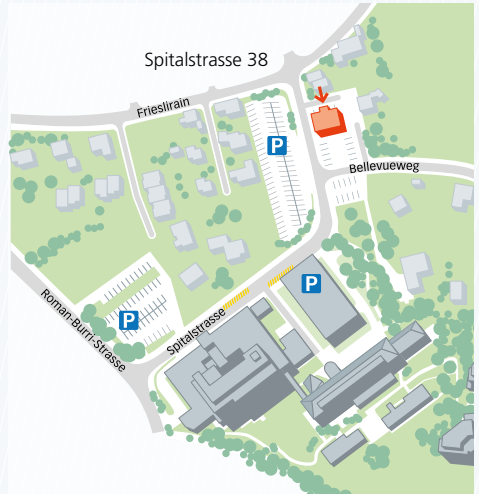 Spitalstrasse 38
Frieslirain
P
Bellevueweg
P
P
Roman-Burri-Strasse
Spitalstrasse